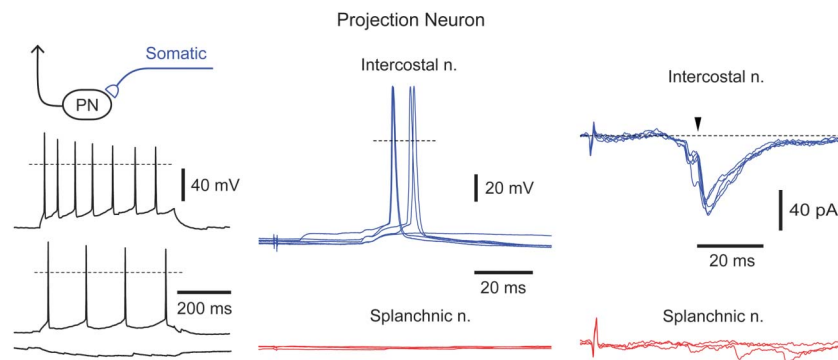 Projection Neuron
Somatic
PN
40 mV
200 ms
Intercostal n.
20 mV
20 ms
Splanchnic n.
Intercostal n.
40 pA
20 ms
Splanchnic n.